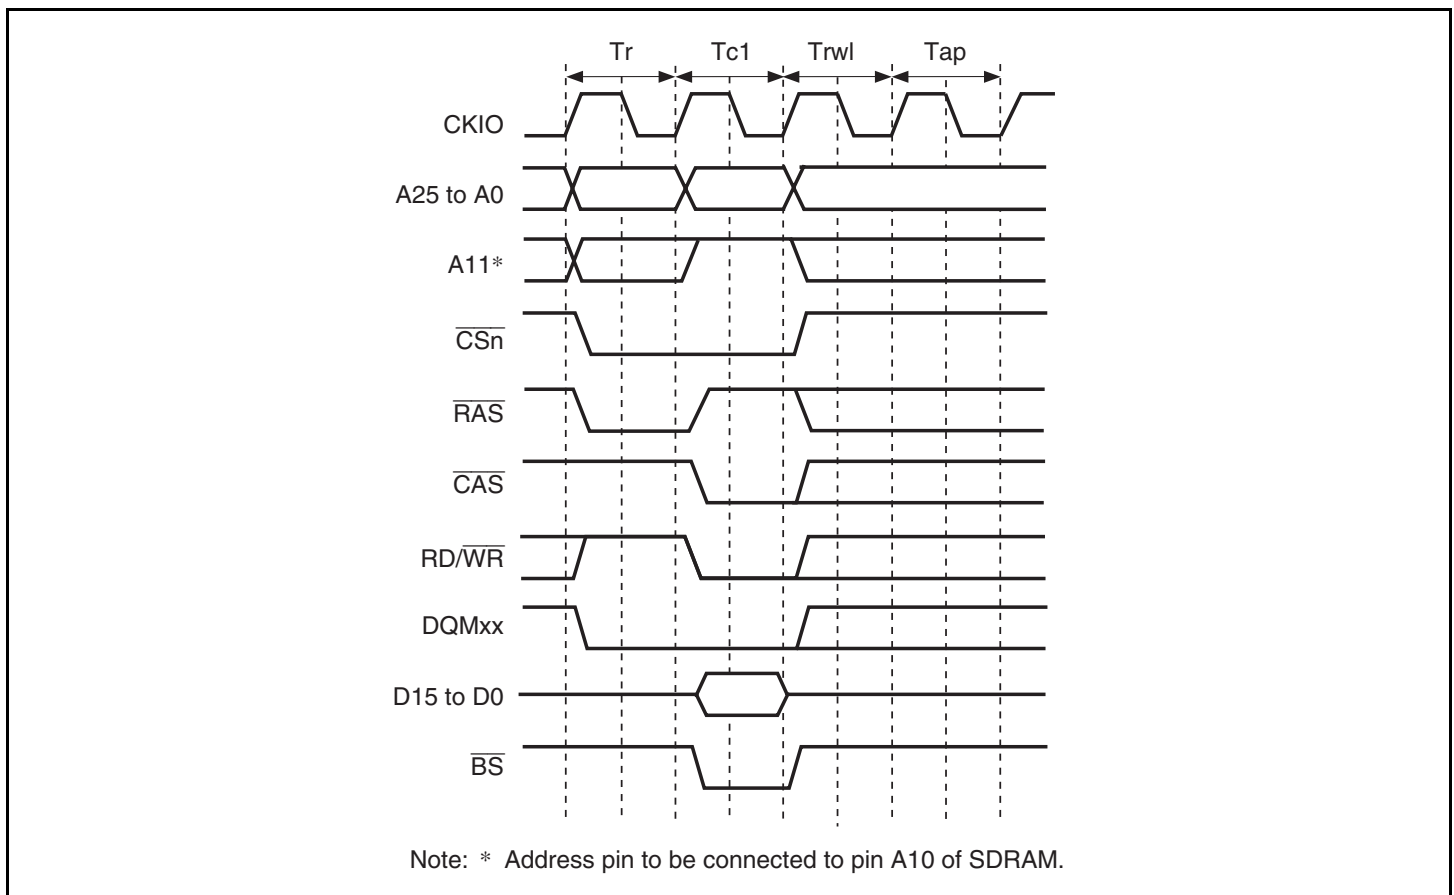 Tr Tc1 Trwl Tap
CKIO
A25 to A0
A11*
CSn
RAS
CAS
RD/WR
DQMxx
D15 to D0
BS
Note: * Address pin to be connected to pin A10 of SDRAM.